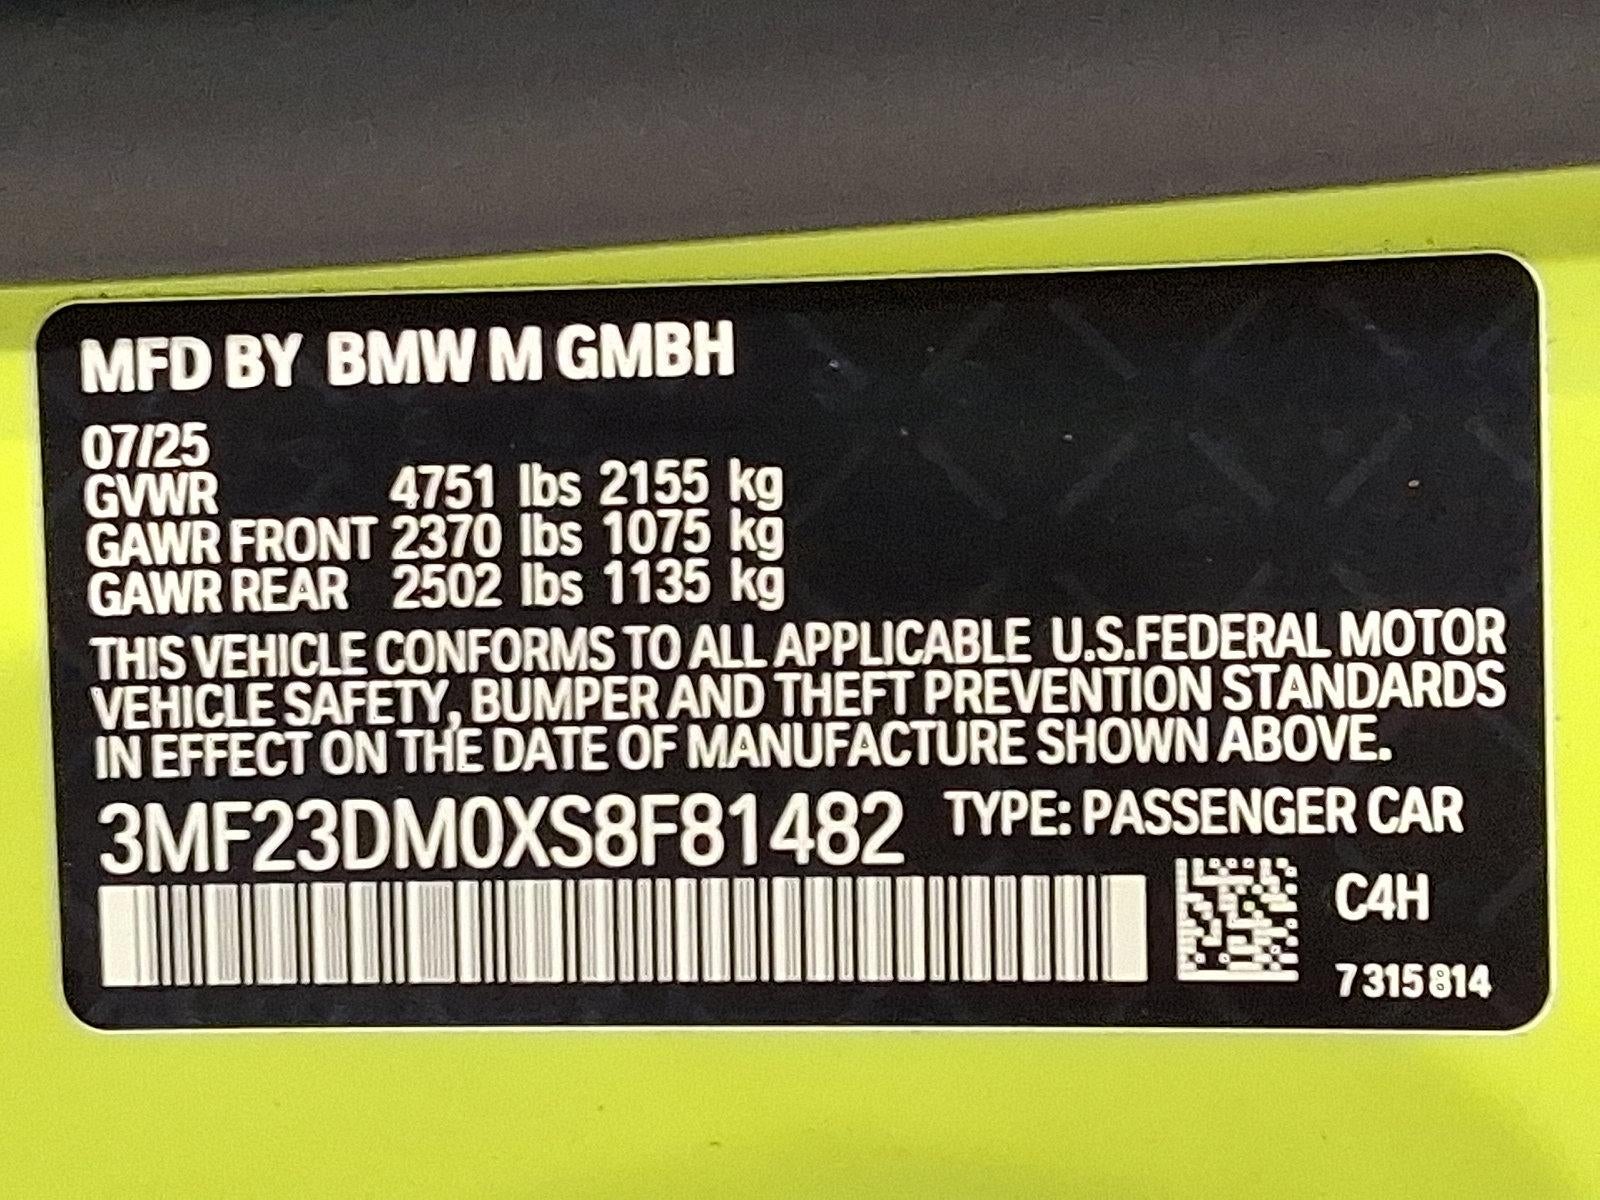 MFD BY BMW M GMBH
07/25
GVWR 4751 lbs 2155 kg
GAWR FRONT 2370 lbs 1075 kg
GAWR REAR 2502 lbs 1135 kg
THIS VEHICLE CONFORMS TO ALL APPLICABLE U.S.FEDERAL MOTOR
VEHICLE SAFETY, BUMPER AND THEFT PREVENTION STANDARDS
IN EFFECT ON THE DATE OF MANUFACTURE SHOWN ABOVE.
3MF23DM0XS8F81482 TYPE: PASSENGER CAR
C4H
7315814